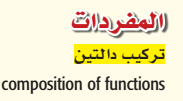 المفردات
تركيب دالتين
composition of functions